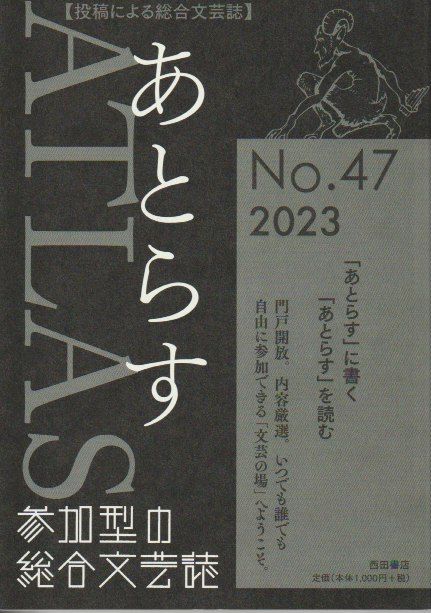 【投稿による総合文芸誌】
あとらす
ATLAS
No.47
2023
「あとらす」に書く
「あとらす」を読む
門戸開放。内容厳選。いつでも誰でも
自由に参加できる「文芸の場」へようこそ。
参加型の
総合文芸誌
西田書店
定価(本体1,000円+税)